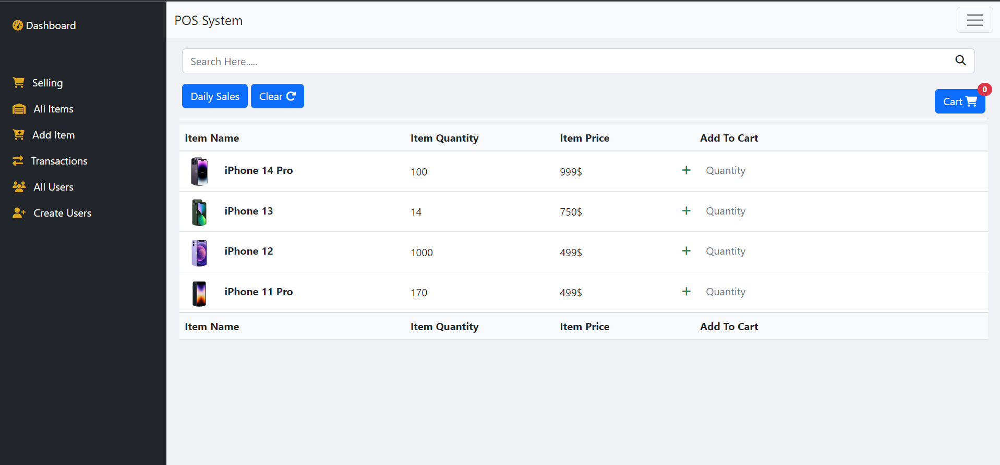 Dashboard
Selling
All Items
Add Item
Transactions
All Users
Create Users
POS System
Search Here.....
Daily Sales Clear Cart 0
Item Name Item Quantity Item Price Add To Cart
iPhone 14 Pro 100 999$ + Quantity
iPhone 13 14 750$ + Quantity
iPhone 12 1000 499$ + Quantity
iPhone 11 Pro 170 499$ + Quantity
Item Name Item Quantity Item Price Add To Cart